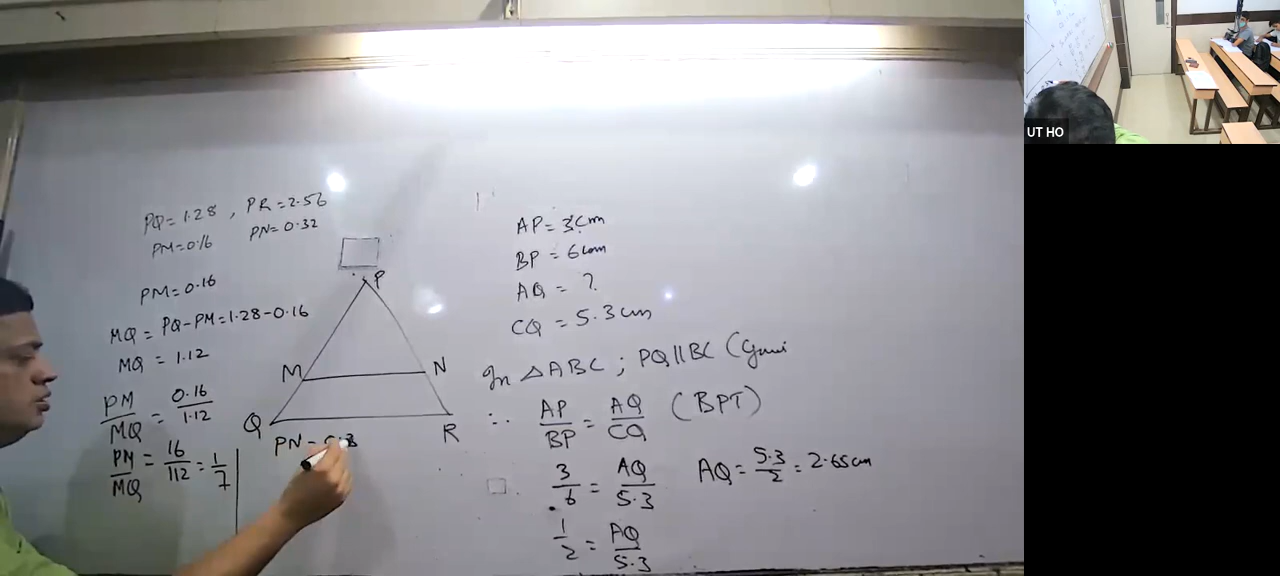 PQ = 1.28 , PR = 2.56
PM = 0.16 PN = 0.32
PM = 0.16
MQ = PQ - PM = 1.28 - 0.16
MQ = 1.12
PM/MQ = 0.16/1.12
PM/MQ = 16/112 = 1/7
P
M
N
Q
R
PN =
AP = 3cm
BP = 6cm
AQ = ?
CQ = 5.3 cm
In △ABC ; PQ||BC (
∴ AP/BP = AQ/CQ (BPT)
3/6 = AQ/5.3
1/2 = AQ/5.3
AQ = 5.3/2 = 2.65cm
UT HO